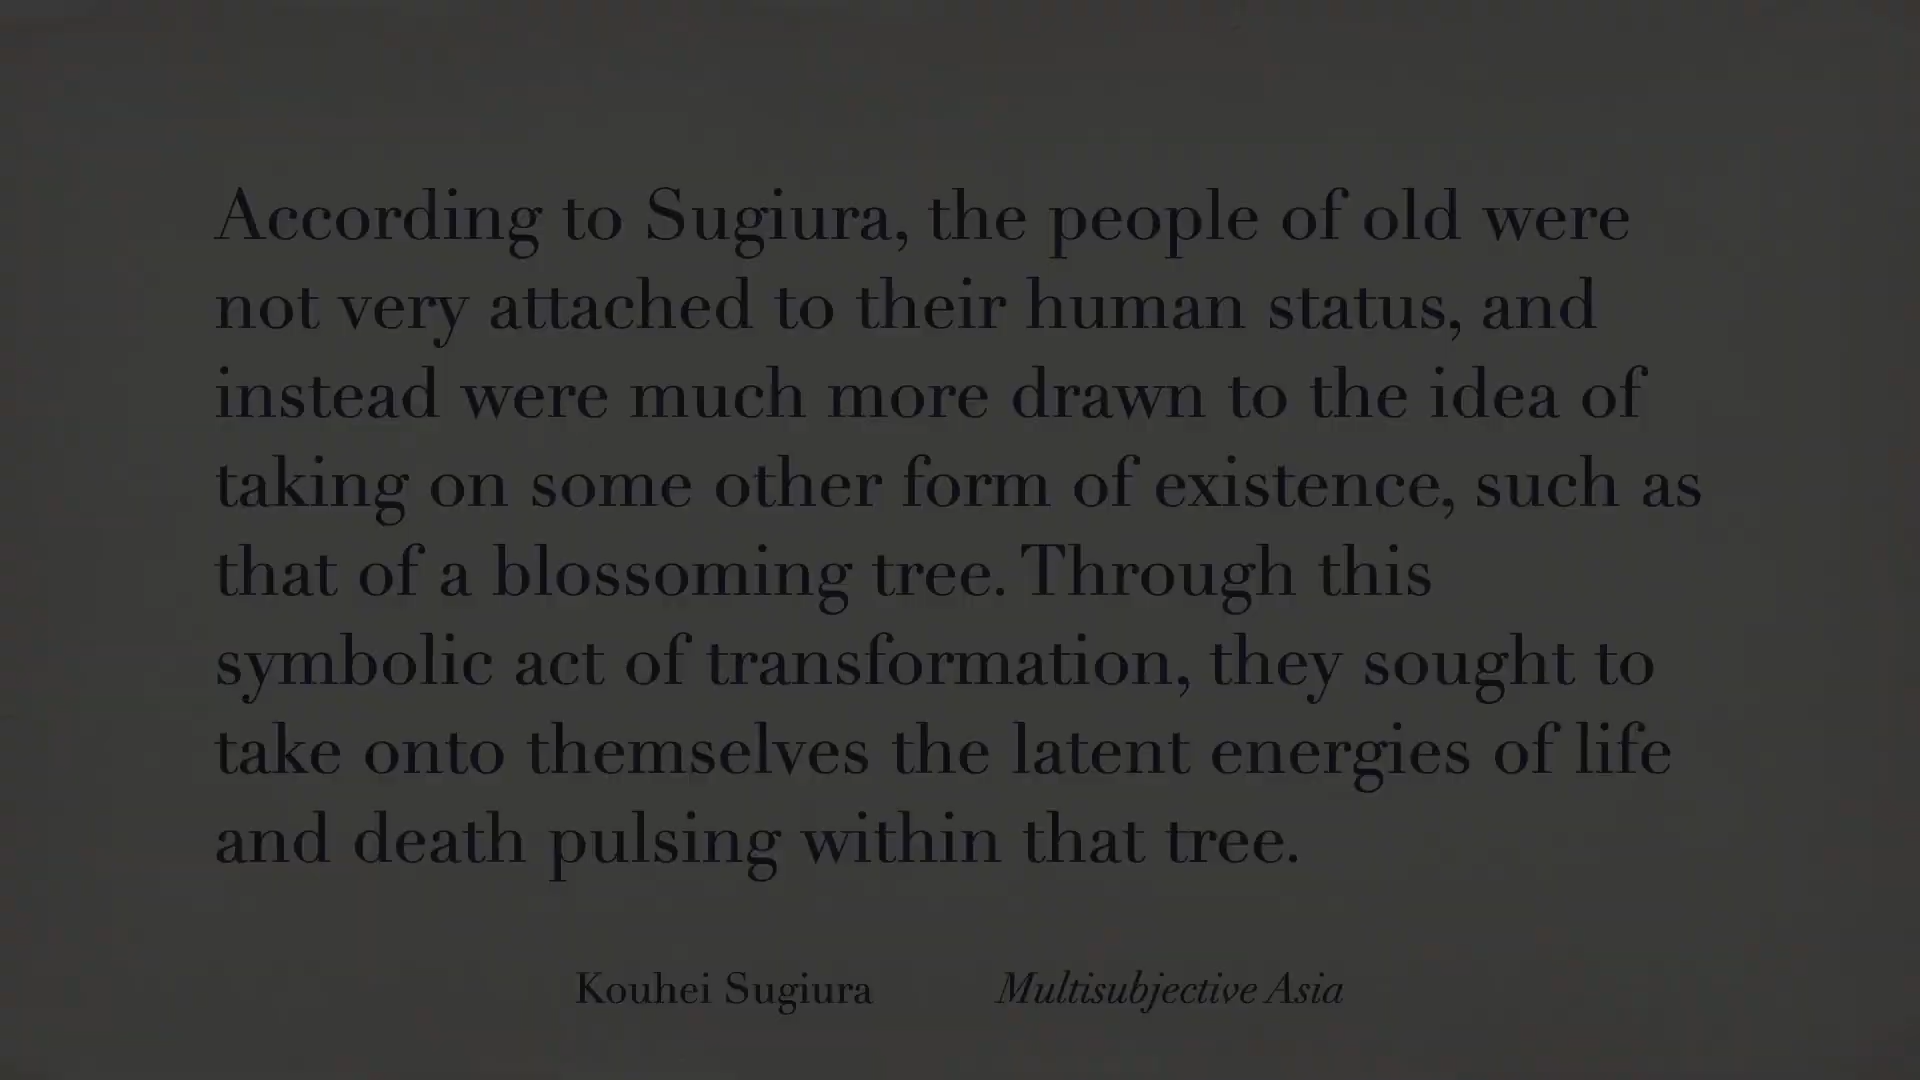 According to Sugiura, the people of old were
not very attached to their human status, and
instead were much more drawn to the idea of
taking on some other form of existence, such as
that of a blossoming tree. Through this
symbolic act of transformation, they sought to
take onto themselves the latent energies of life
and death pulsing within that tree.
Kouhei Sugiura Multisubjective Asia